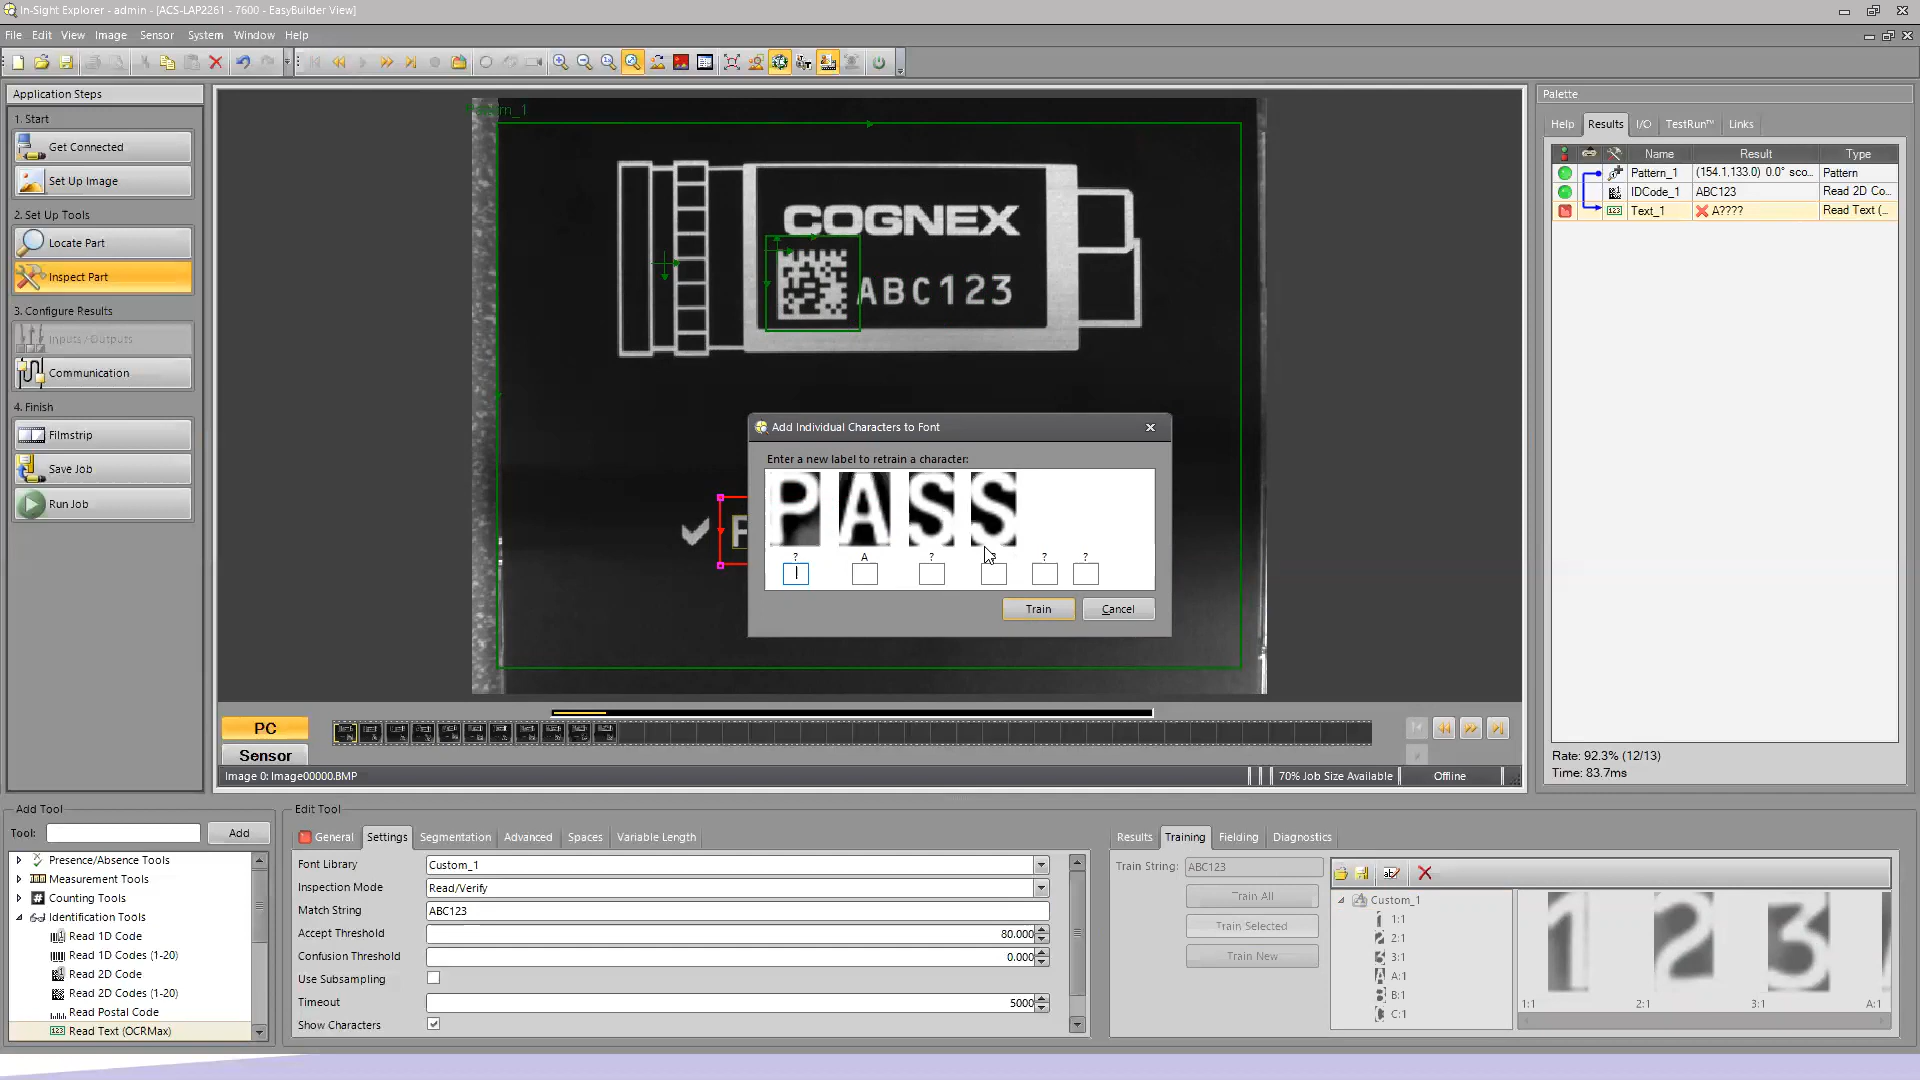 In-Sight Explorer - admin - [ACS-LAP2261 - 7600 - EasyBuilder View]
File Edit View Image Sensor System Window Help
Application Steps
1. Start
Get Connected
Set Up Image
2. Set Up Tools
Locate Part
Inspect Part
3. Configure Results
Inputs / Outputs
Communication
4. Finish
Filmstrip
Save Job
Run Job
Pattern_1
COGNEX
ABC123
Add Individual Characters to Font
Enter a new label to retrain a character:
P A S S
? A ? ? ?
Train Cancel
PC
Sensor
Image 0: Image00000.BMP
70% Job Size Available
Offline
Palette
Help Results I/O TestRun™ Links
Name Result Type
Pattern_1 (154.1,133.0) 0.0° sco... Pattern
IDCode_1 ABC123 Read 2D Co...
Text_1 A???? Read Text (...
Rate: 92.3% (12/13)
Time: 83.7ms
Add Tool
Tool: Add
Presence/Absence Tools
Measurement Tools
Counting Tools
Identification Tools
Read 1D Code
Read 1D Codes (1-20)
Read 2D Code
Read 2D Codes (1-20)
Read Postal Code
Read Text (OCRMax)
Edit Tool
General Settings Segmentation Advanced Spaces Variable Length
Font Library Custom_1
Inspection Mode Read/Verify
Match String ABC123
Accept Threshold 80.000
Confusion Threshold 0.000
Use Subsampling
Timeout 5000
Show Characters
Results Training Fielding Diagnostics
Train String: ABC123
Train All
Train Selected
Train New
Custom_1
1:1
2:1
3:1
A:1
B:1
C:1
1 2 3
1:1 2:1 3:1 A:1